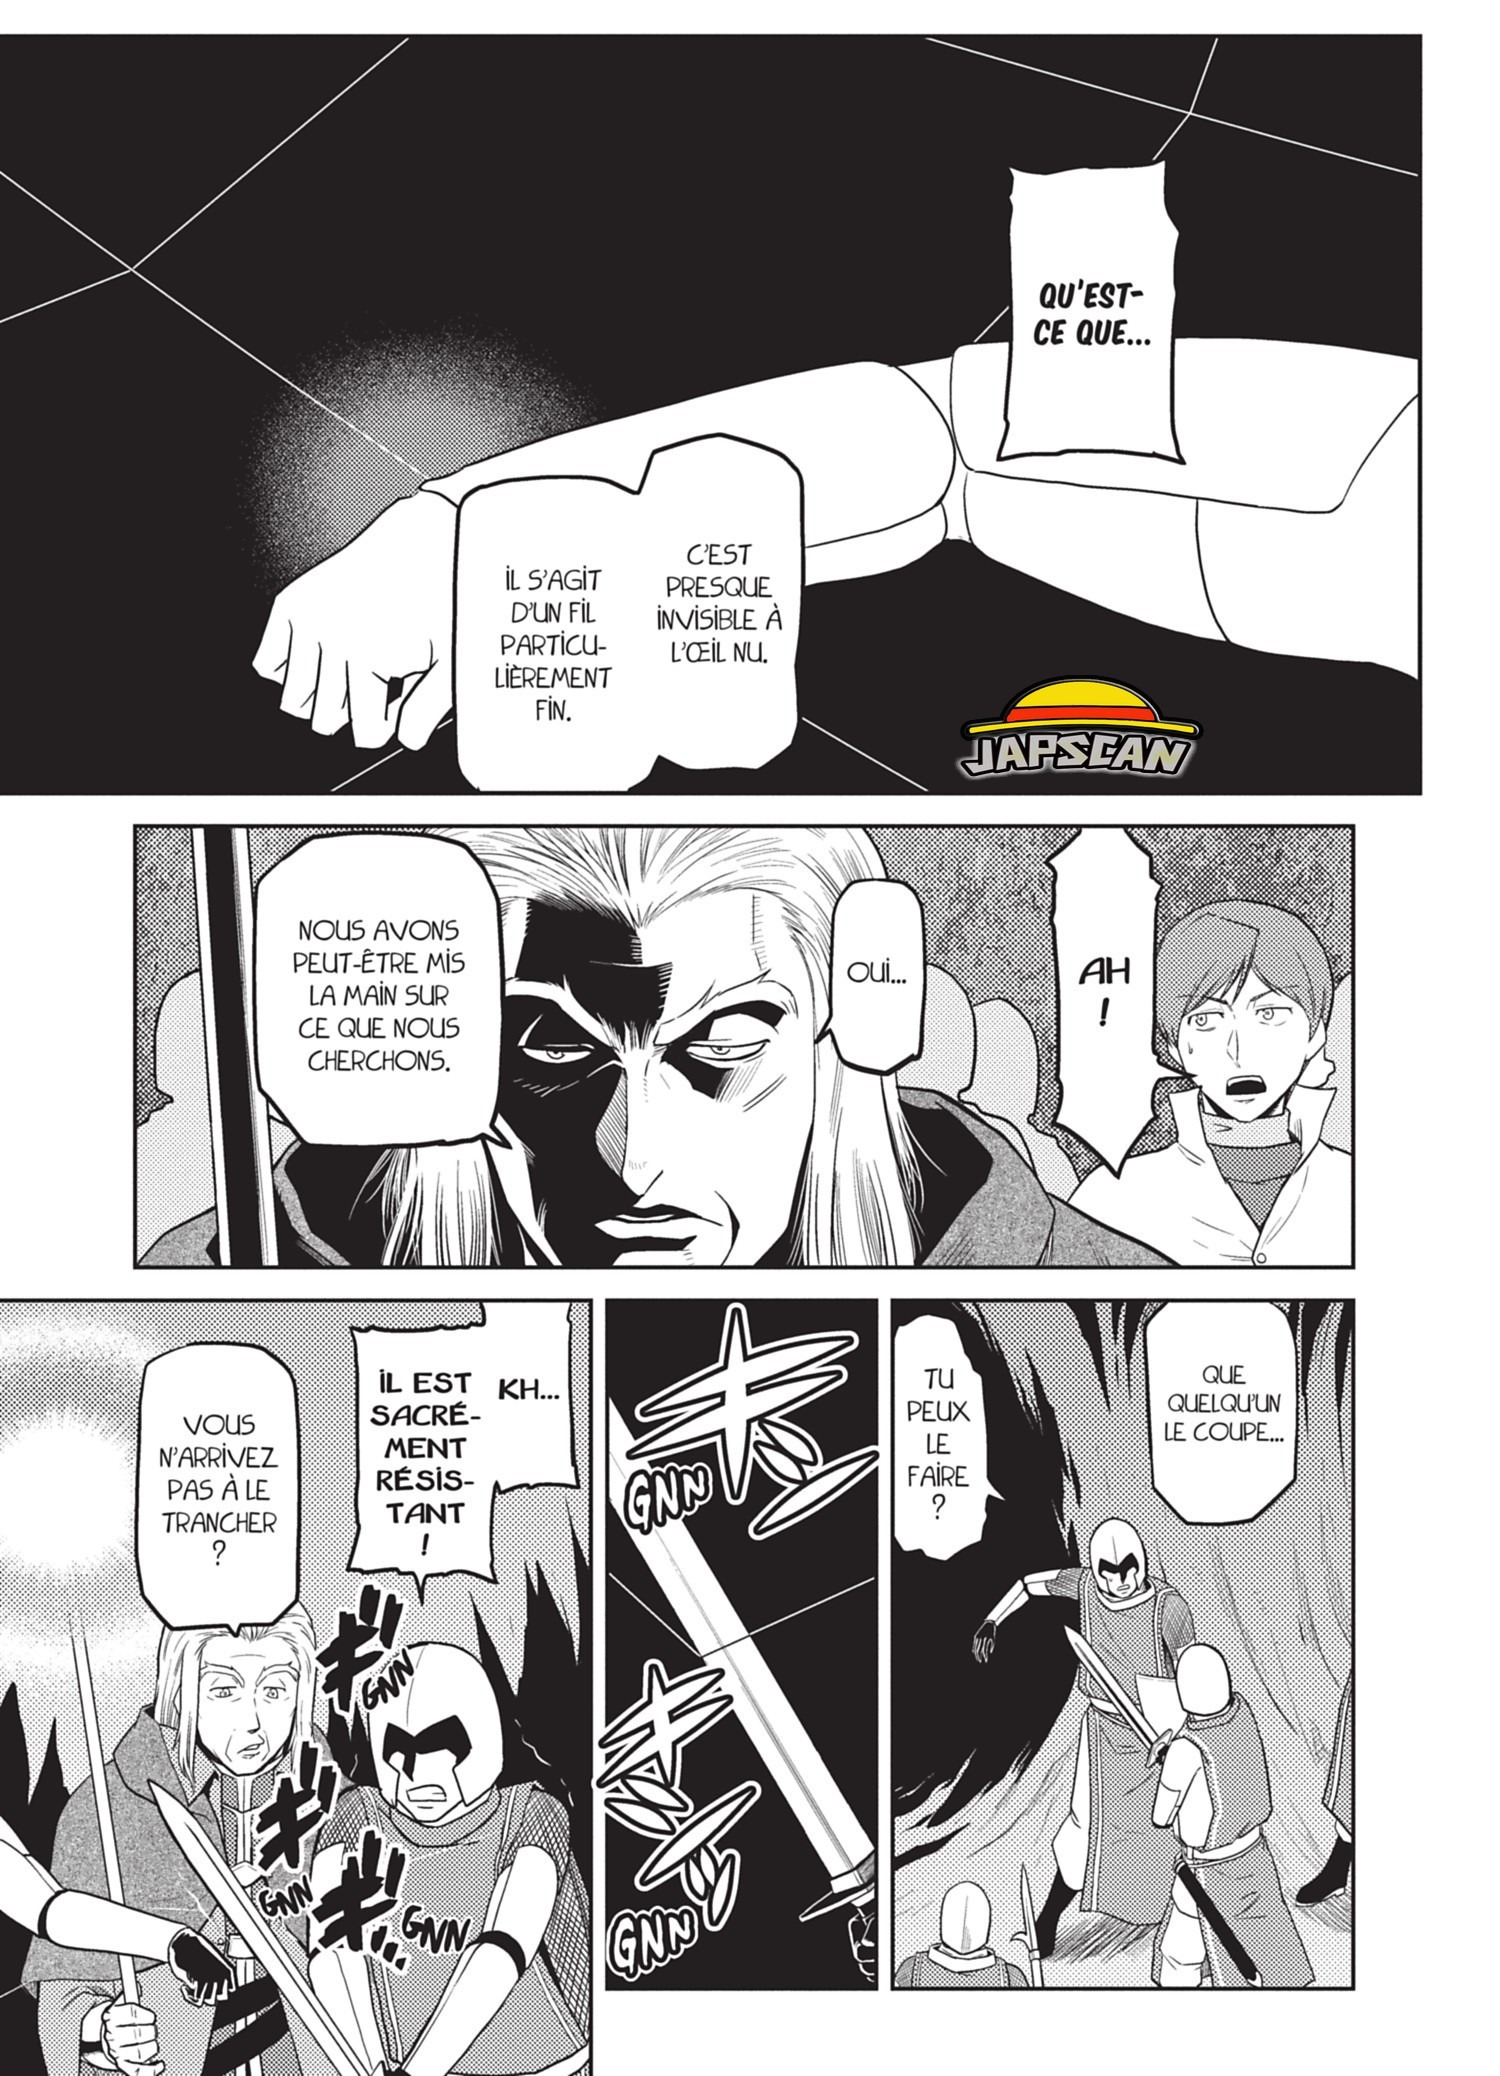 QU'EST-
CE QUE...
C'EST
PRESQUE
INVISIBLE À
L'ŒIL NU.
IL S'AGIT
D'UN FIL
PARTICU-
LIÈREMENT
FIN.
JAPSCAN
AH
!
OUI...
NOUS AVONS
PEUT-ÊTRE MIS
LA MAIN SUR
CE QUE NOUS
CHERCHONS.
QUE
QUELQU'UN
LE COUPE...
TU
PEUX
LE
FAIRE
?
GNN
GNN
KH...
IL EST
SACRÉ-
MENT
RÉSIS-
TANT
!
VOUS
N'ARRIVEZ
PAS À LE
TRANCHER
?
ギ
GNN
ギ
GNN
ギ...
GNN